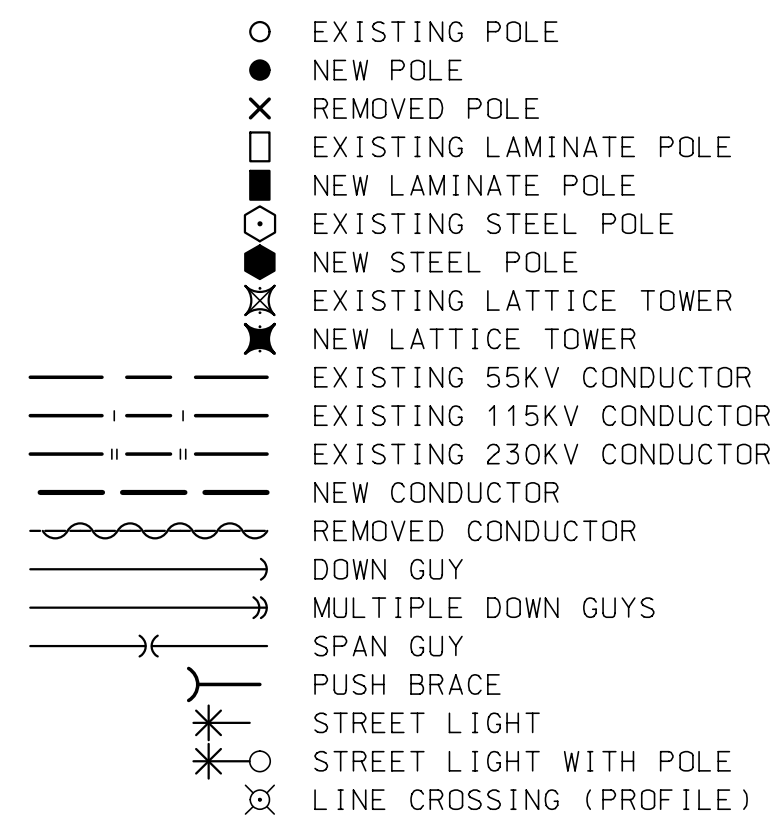 EXISTING POLE
NEW POLE
REMOVED POLE
EXISTING LAMINATE POLE
NEW LAMINATE POLE
EXISTING STEEL POLE
NEW STEEL POLE
EXISTING LATTICE TOWER
NEW LATTICE TOWER
EXISTING 55KV CONDUCTOR
EXISTING 115KV CONDUCTOR
EXISTING 230KV CONDUCTOR
NEW CONDUCTOR
REMOVED CONDUCTOR
DOWN GUY
MULTIPLE DOWN GUYS
SPAN GUY
PUSH BRACE
STREET LIGHT
STREET LIGHT WITH POLE
LINE CROSSING (PROFILE)